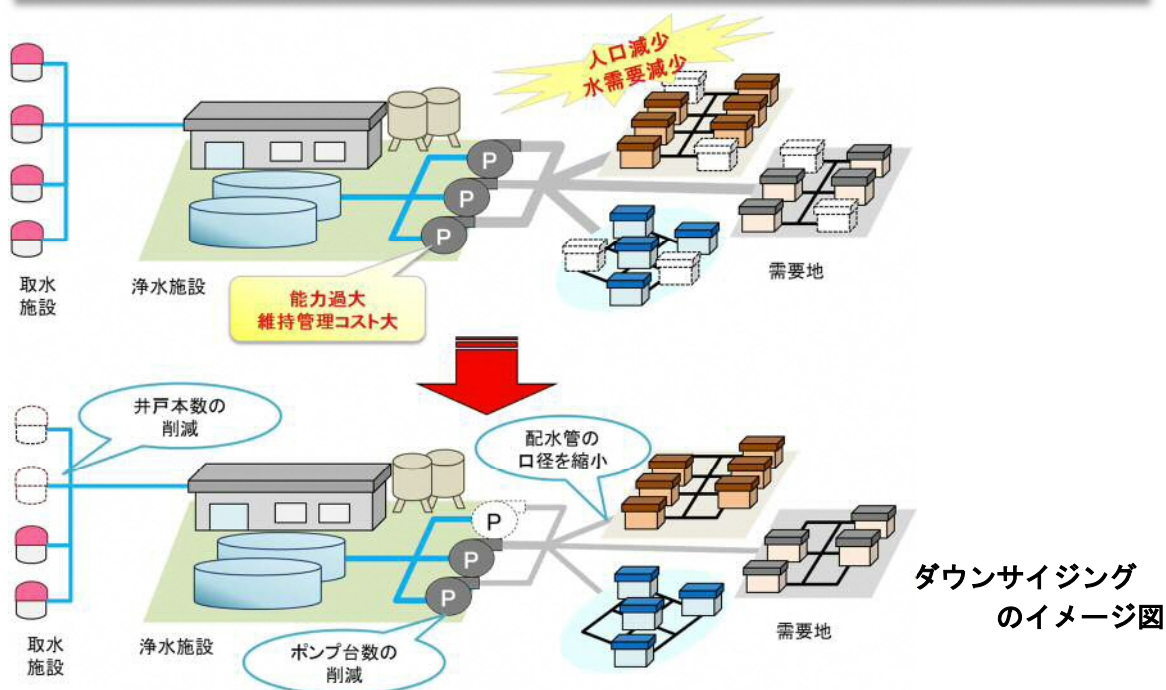 人口減少
水需要減少
P
P
P
取水
施設
浄水施設
需要地
能力過大
維持管理コスト大
井戸本数の
削減
配水管の
口径を縮小
P
P
P
ダウンサイジング
のイメージ図
取水
施設
浄水施設
ポンプ台数の
削減
需要地